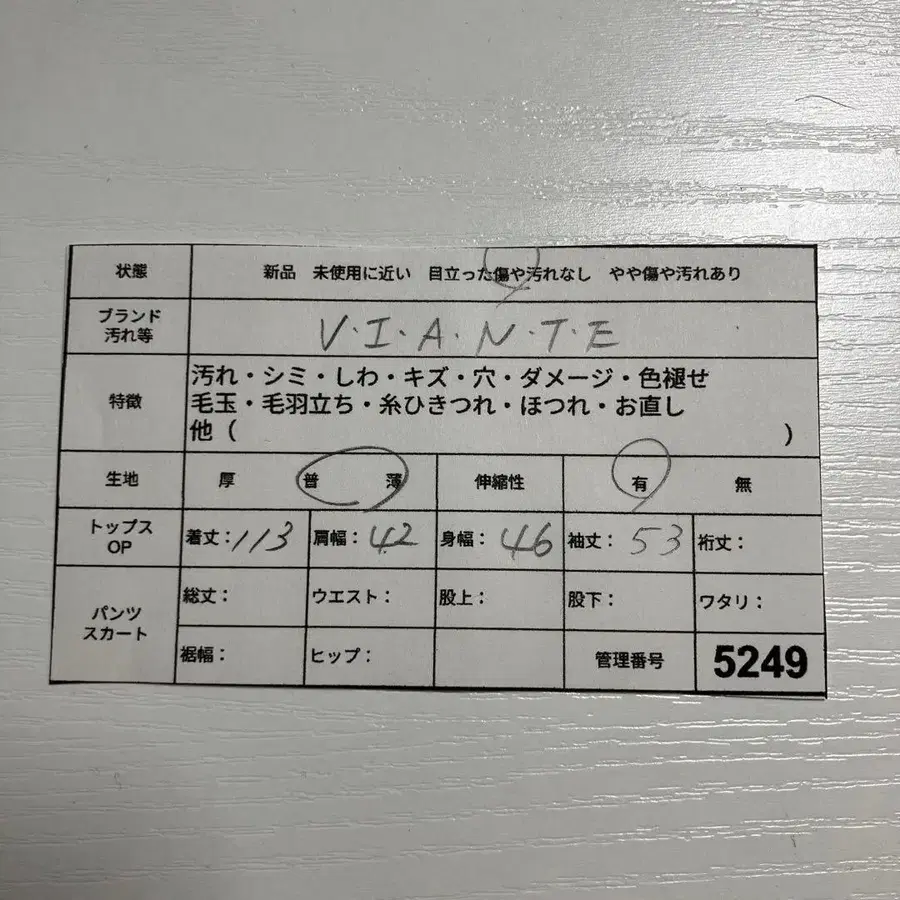 状態 新品 未使用に近い 目立った傷や汚れなし やや傷や汚れあり
ブランド
汚れ等
V.I.A.N.T.E
特徴
汚れ・シミ・しわ・キズ・穴・ダメージ・色褪せ
毛玉・毛羽立ち・糸ひきつれ・ほつれ・お直し
他（ ）
生地 厚 普 薄 伸縮性 有 無
トップス
OP
着丈：113 肩幅：42 身幅：46 袖丈：53 裄丈：
パンツ
スカート
総丈： ウエスト： 股上： 股下： ワタリ：
裾幅： ヒップ： 管理番号 5249